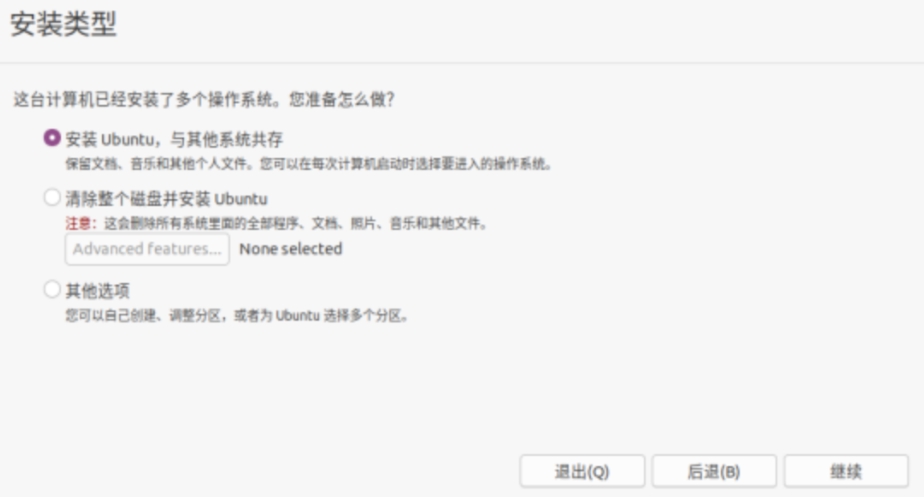 安装类型
这台计算机已经安装了多个操作系统。您准备怎么做?
安装 Ubuntu，与其他系统共存
保留文档、音乐和其他个人文件。您可以在每次计算机启动时选择要进入的操作系统。
清除整个磁盘并安装 Ubuntu
注意：这会删除所有系统里面的全部程序、文档、照片、音乐和其他文件。
Advanced features... None selected
其他选项
您可以自己创建、调整分区，或者为 Ubuntu 选择多个分区。
退出(Q) 后退(B) 继续